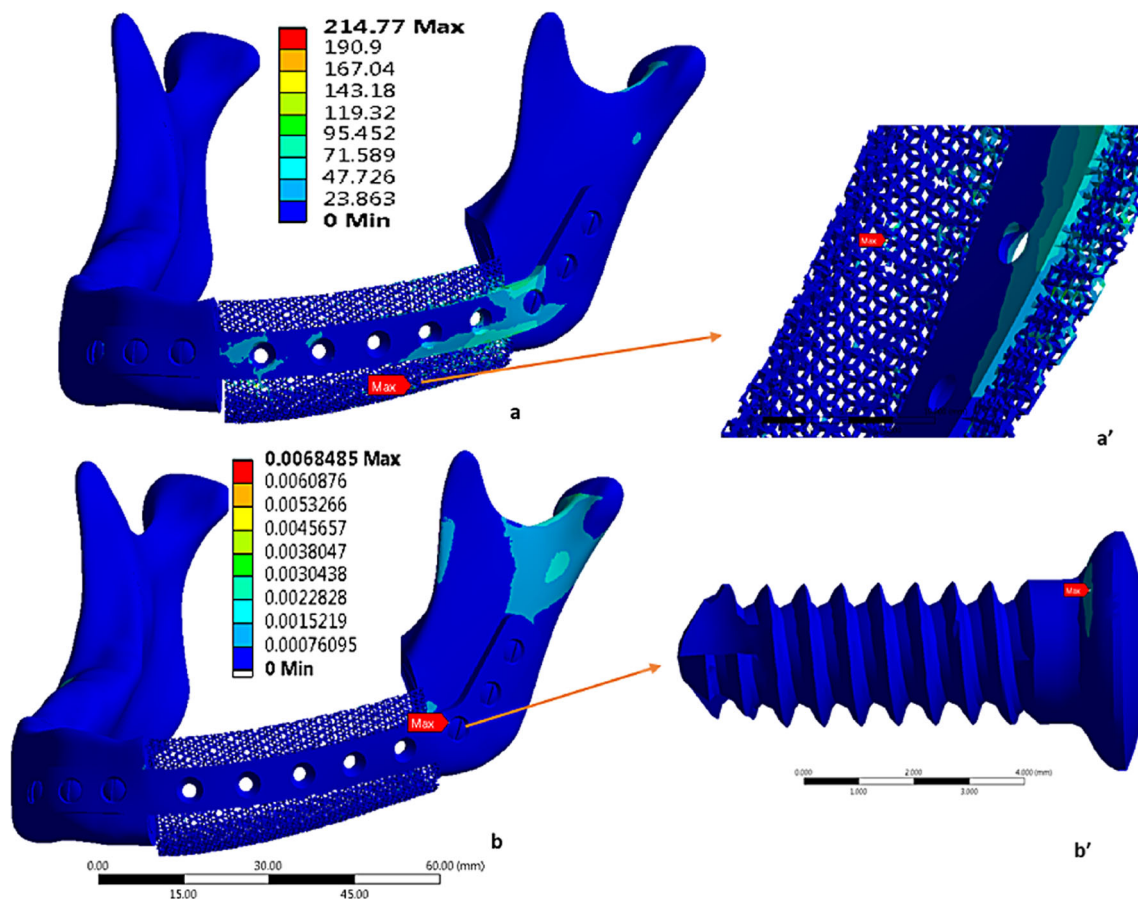 214.77 Max
190.9
167.04
143.18
119.32
95.452
71.589
47.726
23.863
0 Min
Max
a
Max
a'
0.0068485 Max
0.0060876
0.0053266
0.0045657
0.0038047
0.0030438
0.0022828
0.0015219
0.00076095
0 Min
Max
b
0.00 30.00 60.00 (mm)
15.00 45.00
Max
0.000 2.000 4.000 (mm)
1.000 3.000
b'